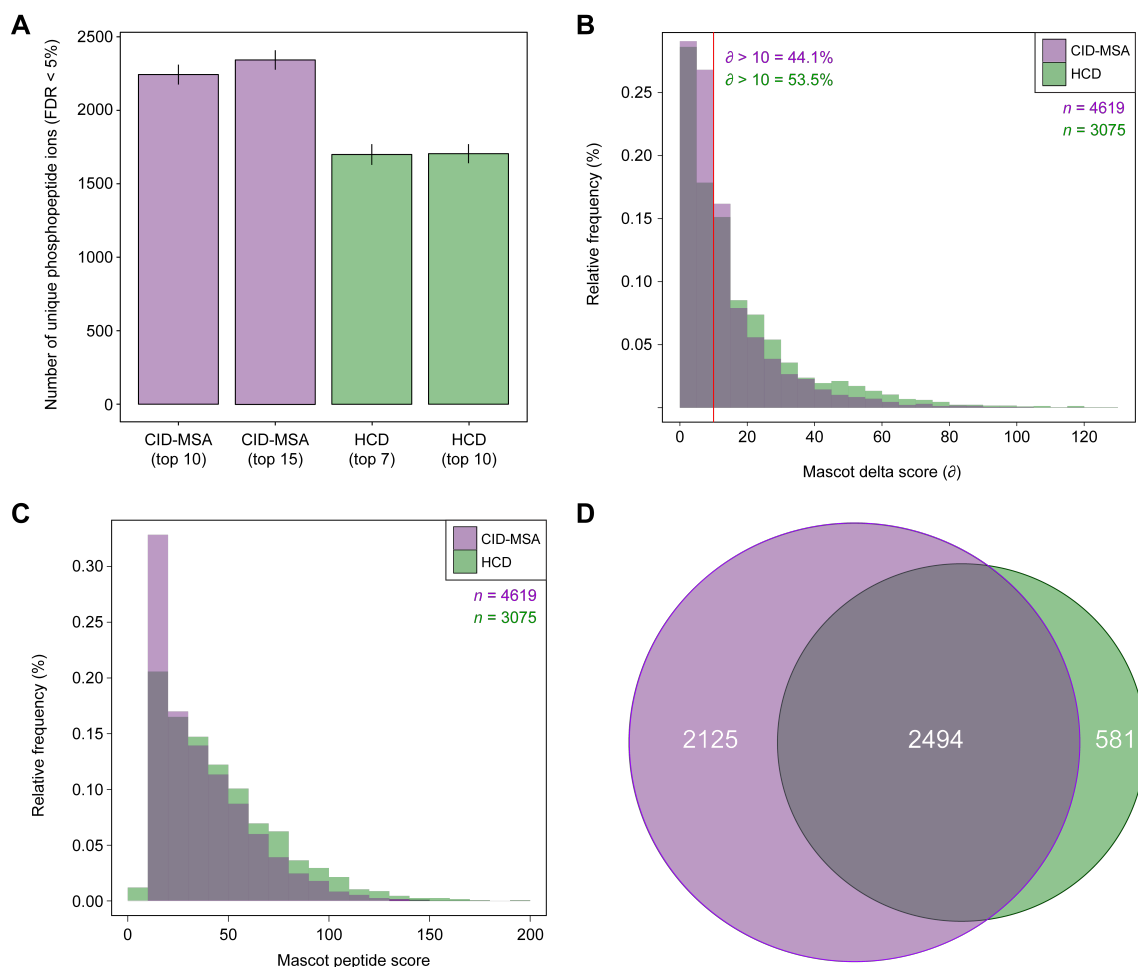 A
Number of unique phosphopeptide ions (FDR < 5%)
2500
2000
1500
1000
500
0
CID-MSA
(top 10)
CID-MSA
(top 15)
HCD
(top 7)
HCD
(top 10)
B
Relative frequency (%)
0.25
0.20
0.15
0.10
0.05
∂ > 10 = 44.1%
∂ > 10 = 53.5%
CID-MSA
HCD
n = 4619
n = 3075
0 20 40 60 80 100 120
Mascot delta score (∂)
C
Relative frequency (%)
0.30
0.25
0.20
0.15
0.10
0.05
0.00
CID-MSA
HCD
n = 4619
n = 3075
0 50 100 150 200
Mascot peptide score
D
2125 2494 581